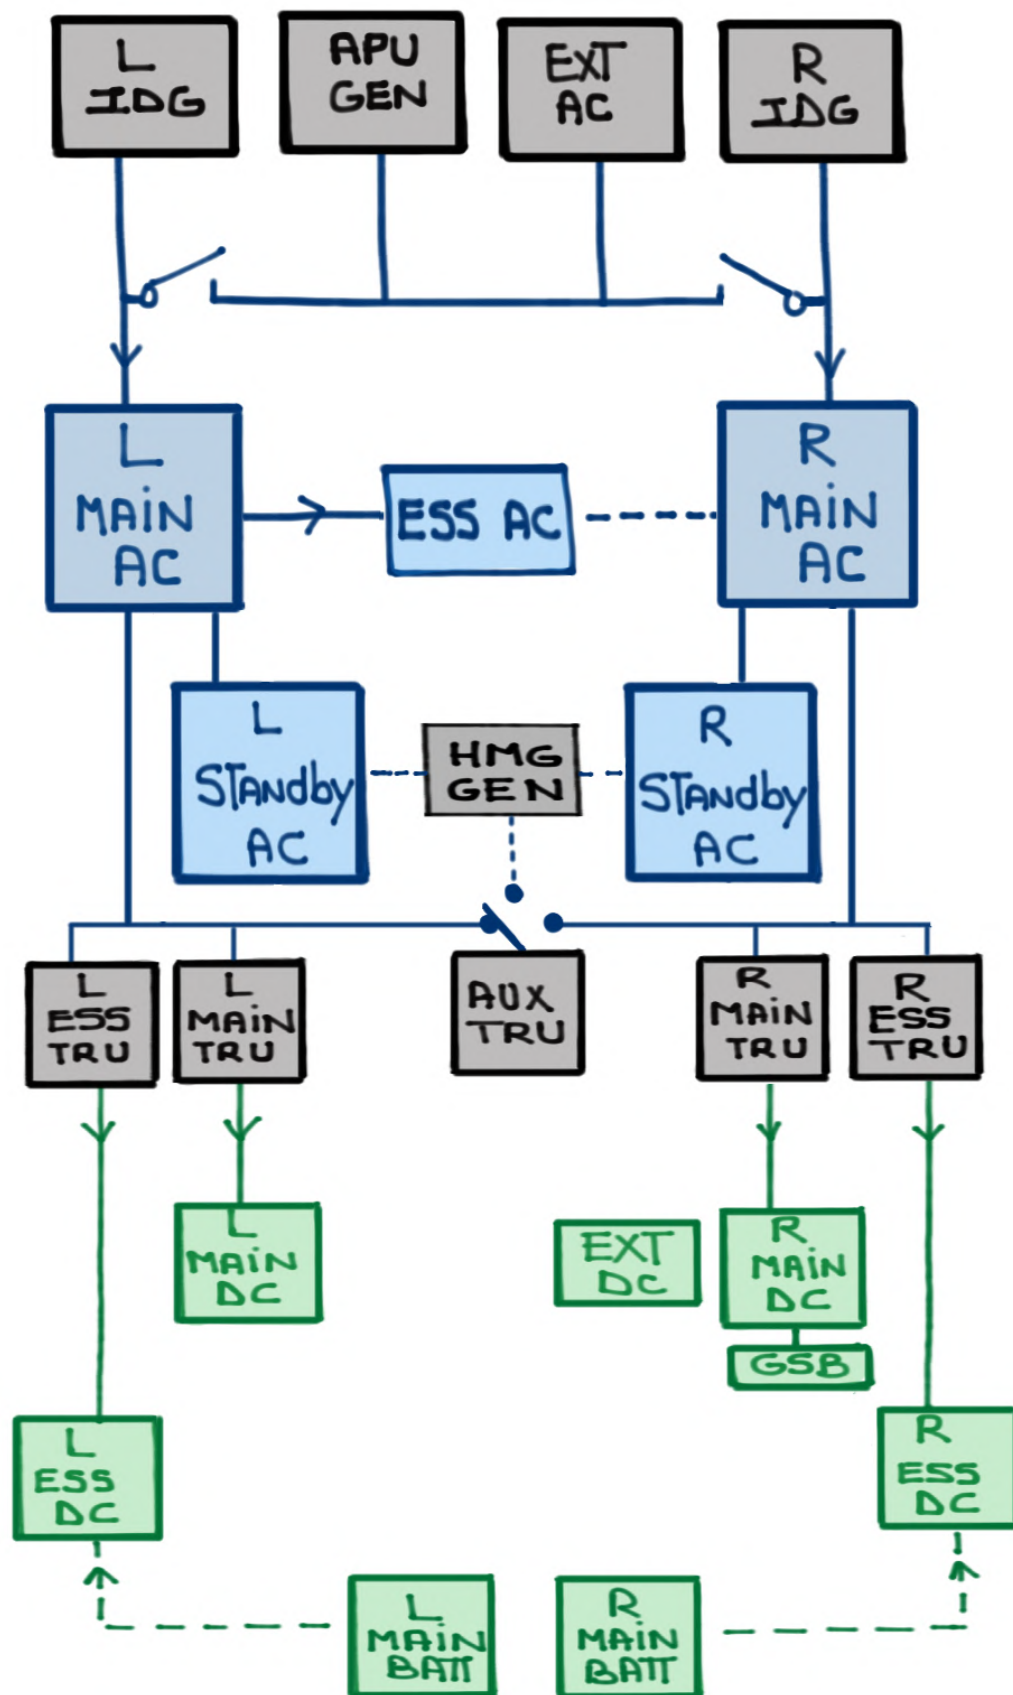 L
IDG
APU
GEN
EXT
AC
R
IDG
L
MAiN
AC
ESS AC
R
MAiN
AC
L
STAndby
AC
HMG
GEN
R
STANdby
AC
L
ESS
TRU
L
MAiN
TRU
AUX
TRU
R
MAiN
TRU
R
ESS
TRU
L
MAiN
DC
EXT
DC
R
MAiN
DC
GSB
L
ESS
DC
R
ESS
DC
L
MAiN
BATT
R
MAiN
BATT